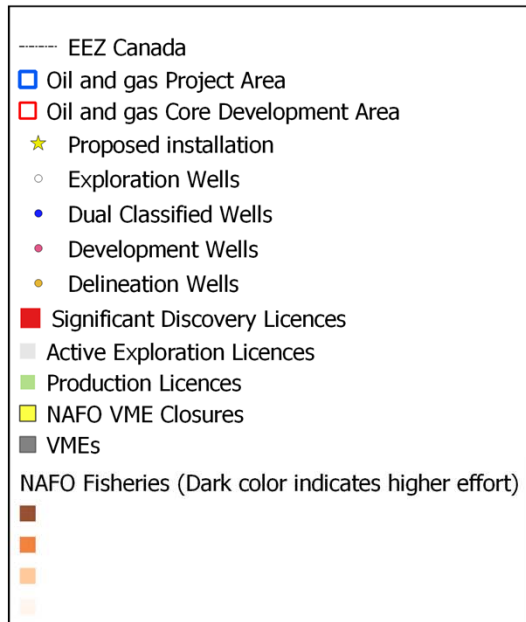 EEZ Canada
Oil and gas Project Area
Oil and gas Core Development Area
Proposed installation
Exploration Wells
Dual Classified Wells
Development Wells
Delineation Wells
Significant Discovery Licences
Active Exploration Licences
Production Licences
NAFO VME Closures
VMEs
NAFO Fisheries (Dark color indicates higher effort)